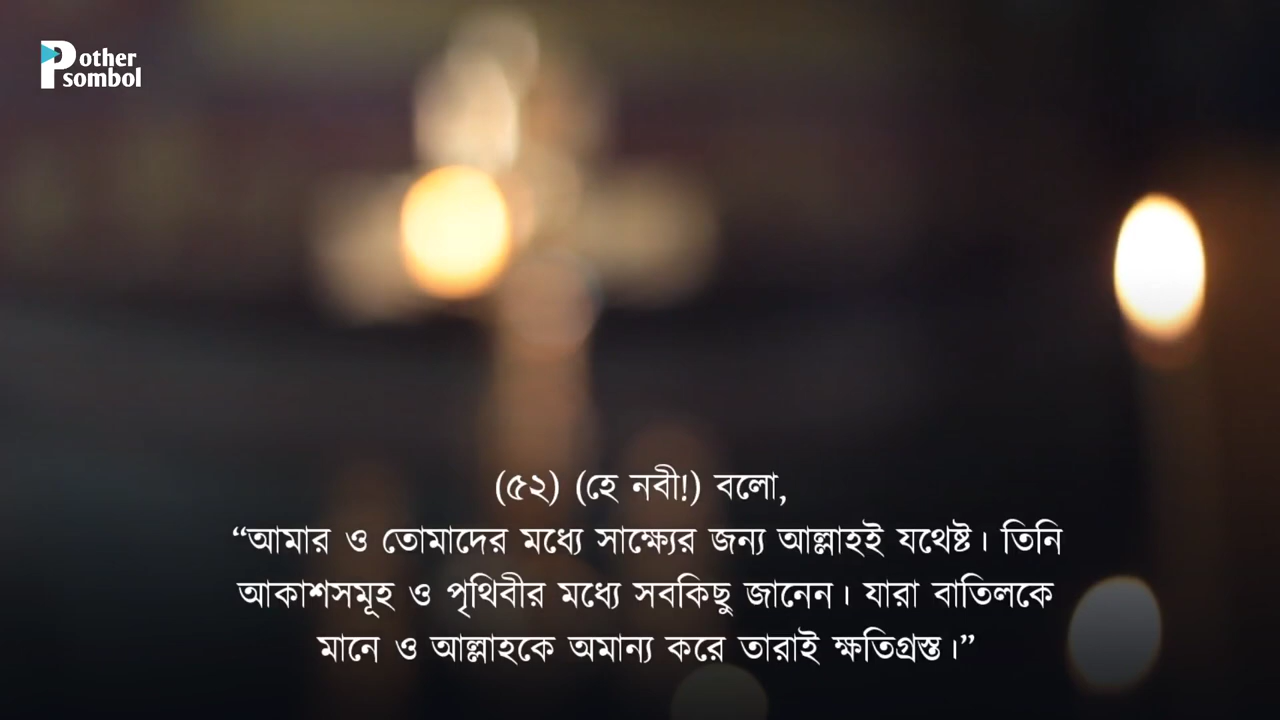 Pother
sombol
(৫২) (হে নবী!) বলো,
“আমার ও তোমাদের মধ্যে সাক্ষ্যের জন্য আল্লাহই যথেষ্ট। তিনি
আকাশসমূহ ও পৃথিবীর মধ্যে সবকিছু জানেন। যারা বাতিলকে
মানে ও আল্লাহকে অমান্য করে তারাই ক্ষতিগ্রস্ত।”